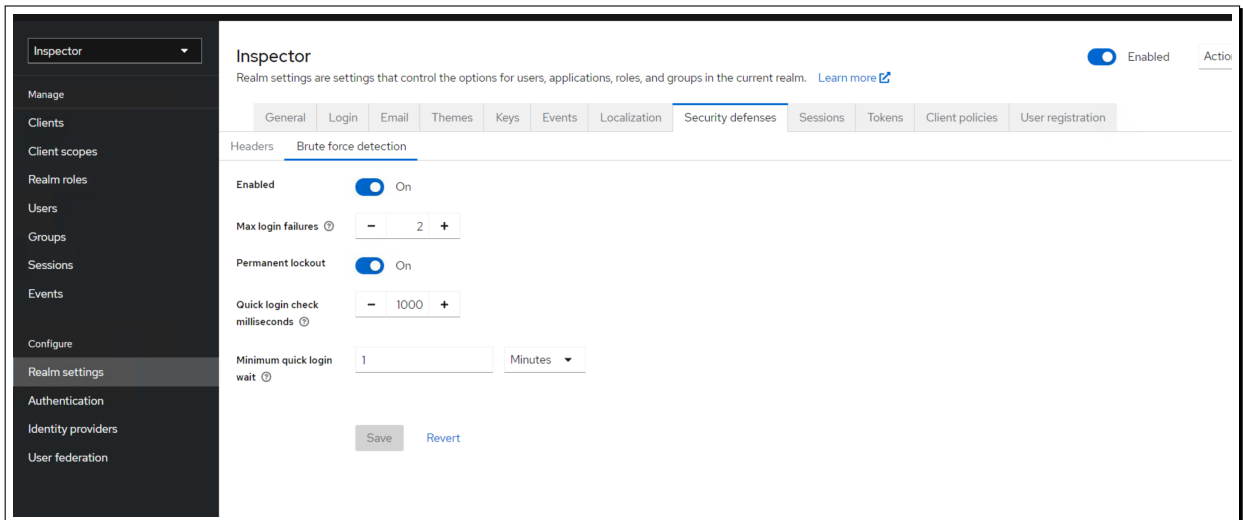 Inspector
Manage
Clients
Client scopes
Realm roles
Users
Groups
Sessions
Events
Configure
Realm settings
Authentication
Identity providers
User federation
Inspector
Enabled
Actio
Realm settings are settings that control the options for users, applications, roles, and groups in the current realm. Learn more
General Login Email Themes Keys Events Localization Security defenses Sessions Tokens Client policies User registration
Headers Brute force detection
Enabled On
Max login failures 2
Permanent lockout On
Quick login check
milliseconds
1000
Minimum quick login
wait
1 Minutes
Save Revert